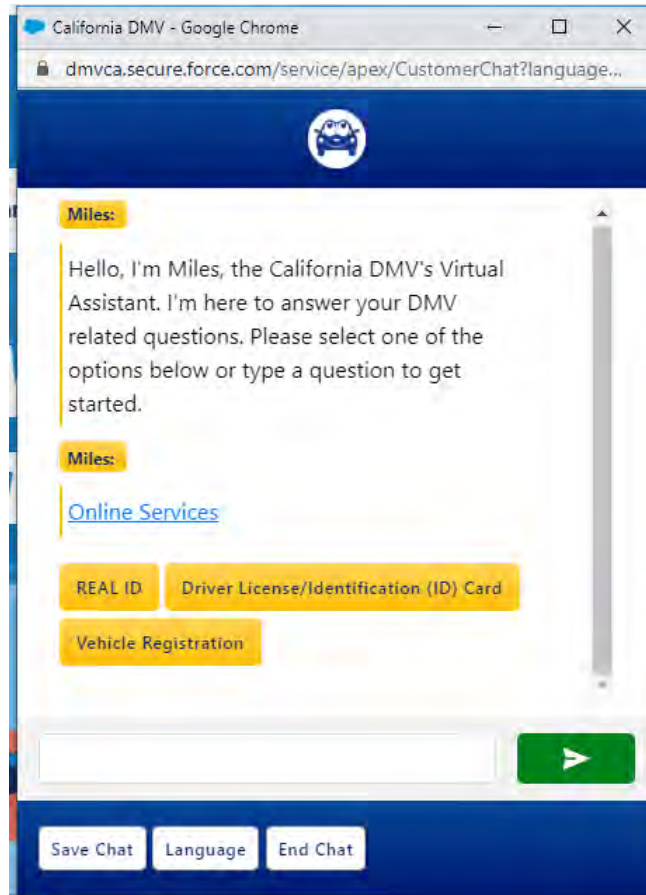 California DMV - Google Chrome
dmvca.secure.force.com/service/apex/CustomerChat?language...
Miles:
Hello, I'm Miles, the California DMV's Virtual
Assistant. I'm here to answer your DMV
related questions. Please select one of the
options below or type a question to get
started.
Miles:
Online Services
REAL ID Driver License/Identification (ID) Card
Vehicle Registration
Save Chat Language End Chat